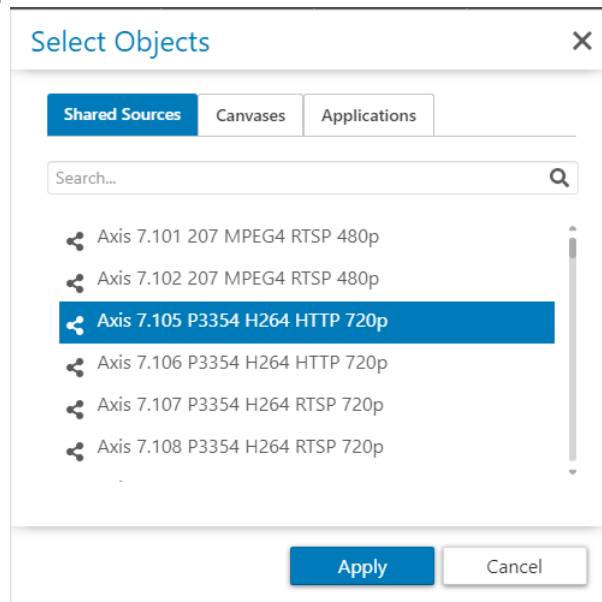 Select Objects
Shared Sources Canvases Applications
Search...
Axis 7.101 207 MPEG4 RTSP 480p
Axis 7.102 207 MPEG4 RTSP 480p
Axis 7.105 P3354 H264 HTTP 720p
Axis 7.106 P3354 H264 HTTP 720p
Axis 7.107 P3354 H264 RTSP 720p
Axis 7.108 P3354 H264 RTSP 720p
Apply Cancel